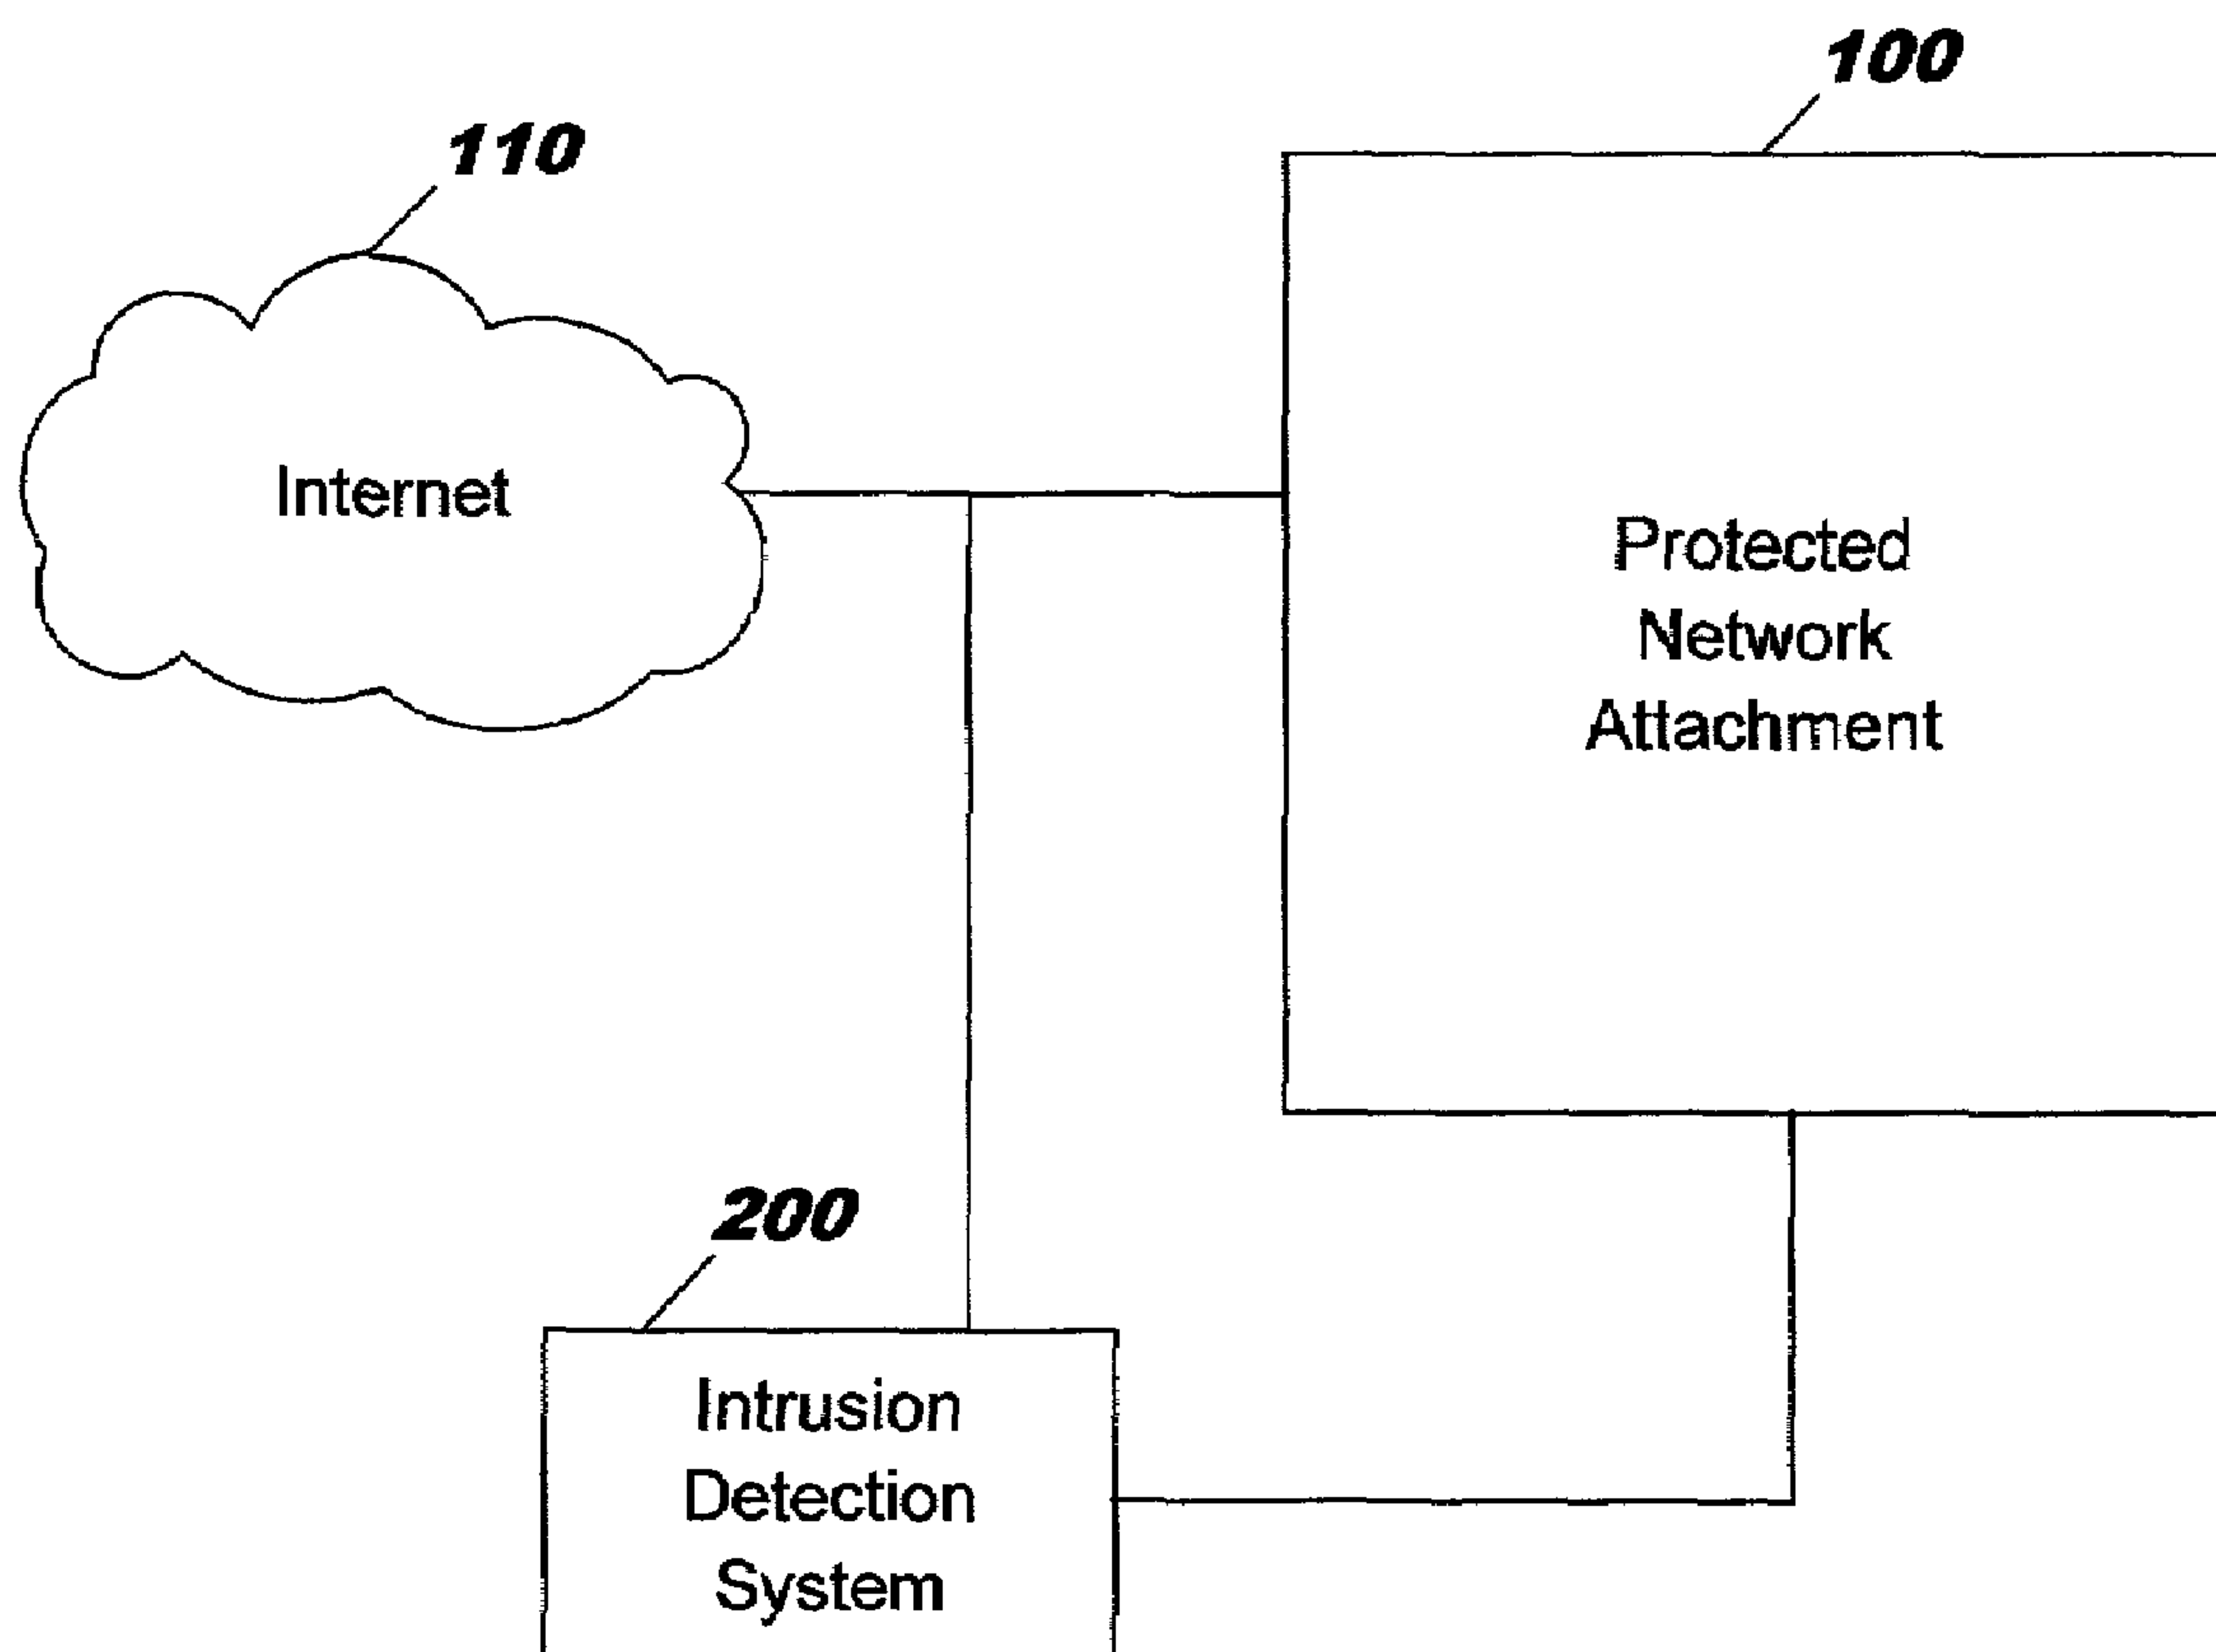 100
110
Internet
Protected
Network
Attachment
200
Intrusion
Detection
System